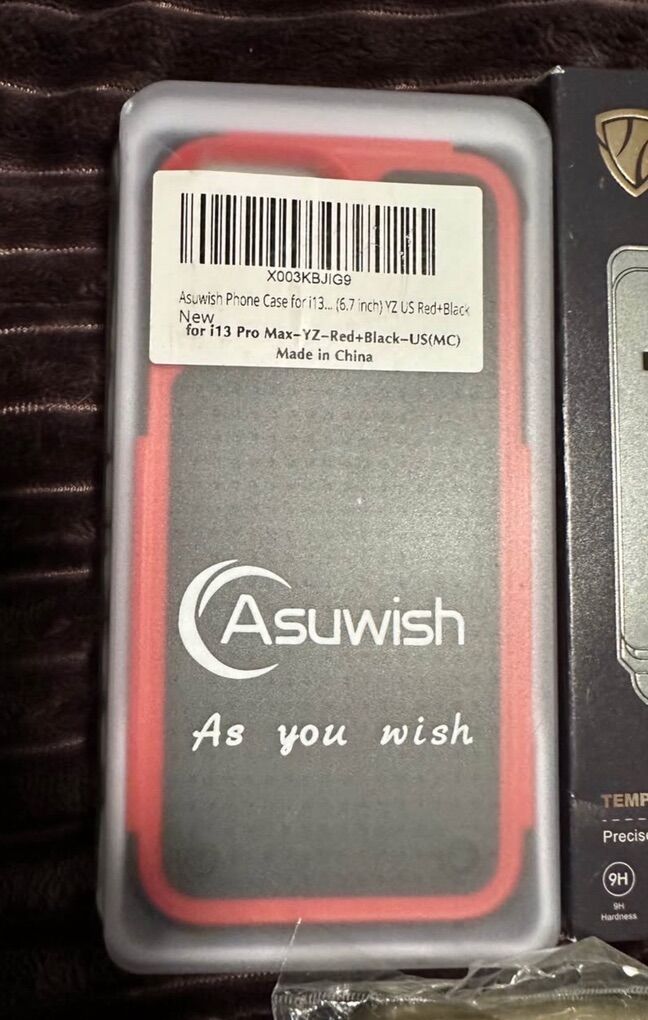 X003KBJIG9
Asuwish Phone Case for i13... (6.7 inch) YZ US Red+Black
New
for i13 Pro Max-YZ-Red+Black-US(MC)
Made in China
Asuwish
As you wish
TEMP
Precise
9H
9H
Hardness